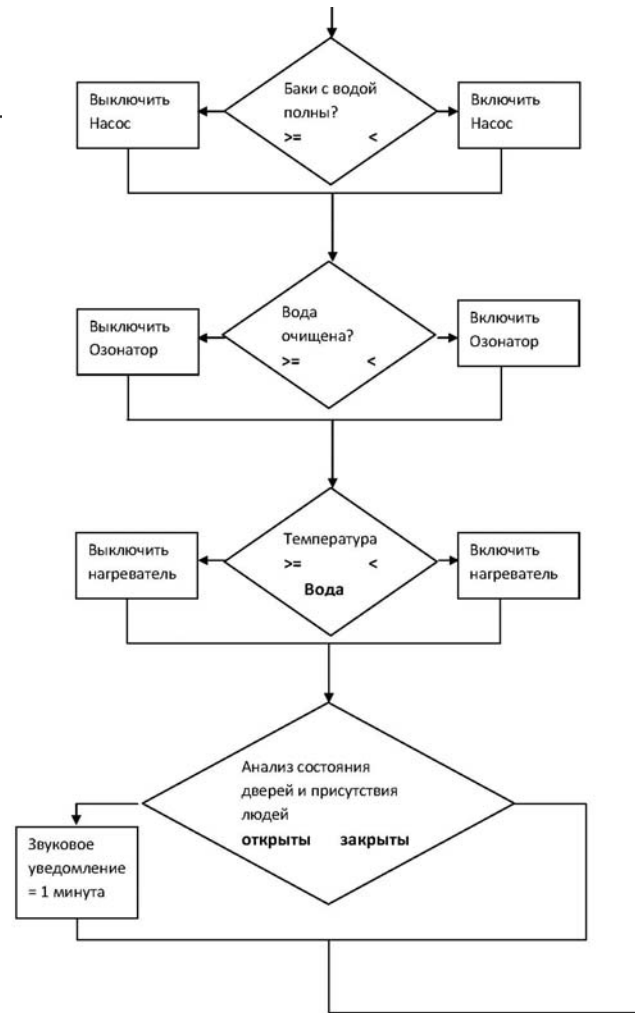 Баки с водой
полны?
>= <
Выключить
Насос
Включить
Насос
Вода
очищена?
>= <
Выключить
Озонатор
Включить
Озонатор
Температура
>= <
Вода
Выключить
нагреватель
Включить
нагреватель
Анализ состояния
дверей и присутствия
людей
открыты закрыты
Звуковое
уведомление
= 1 минута